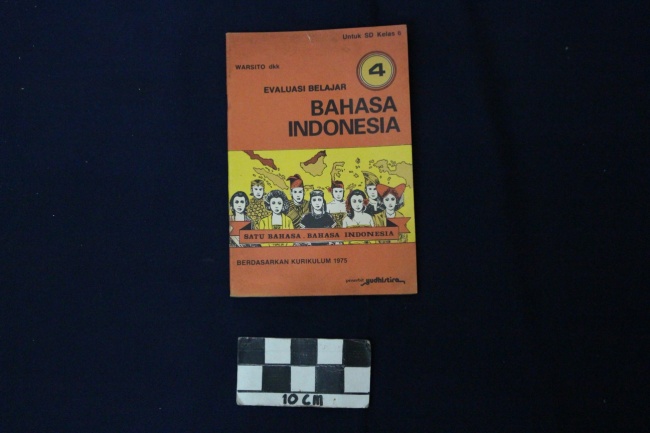 Untuk SD Kelas 5
WARSITO dkk
4
EVALUASI BELAJAR
BAHASA
INDONESIA
SATU BAHASA . BAHASA INDONESIA
BERDASARKAN KURIKULUM 1975
penerbit yudhistira
10 CM